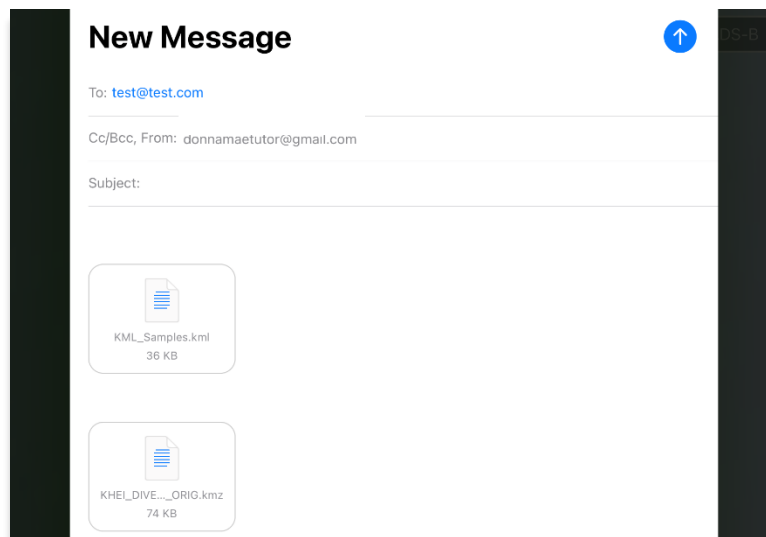 New Message
DS-B
To: test@test.com
Cc/Bcc, From: donnamaetutor@gmail.com
Subject:
KML_Samples.kml
36 KB
KHEI_DIVE..._ORIG.kmz
74 KB